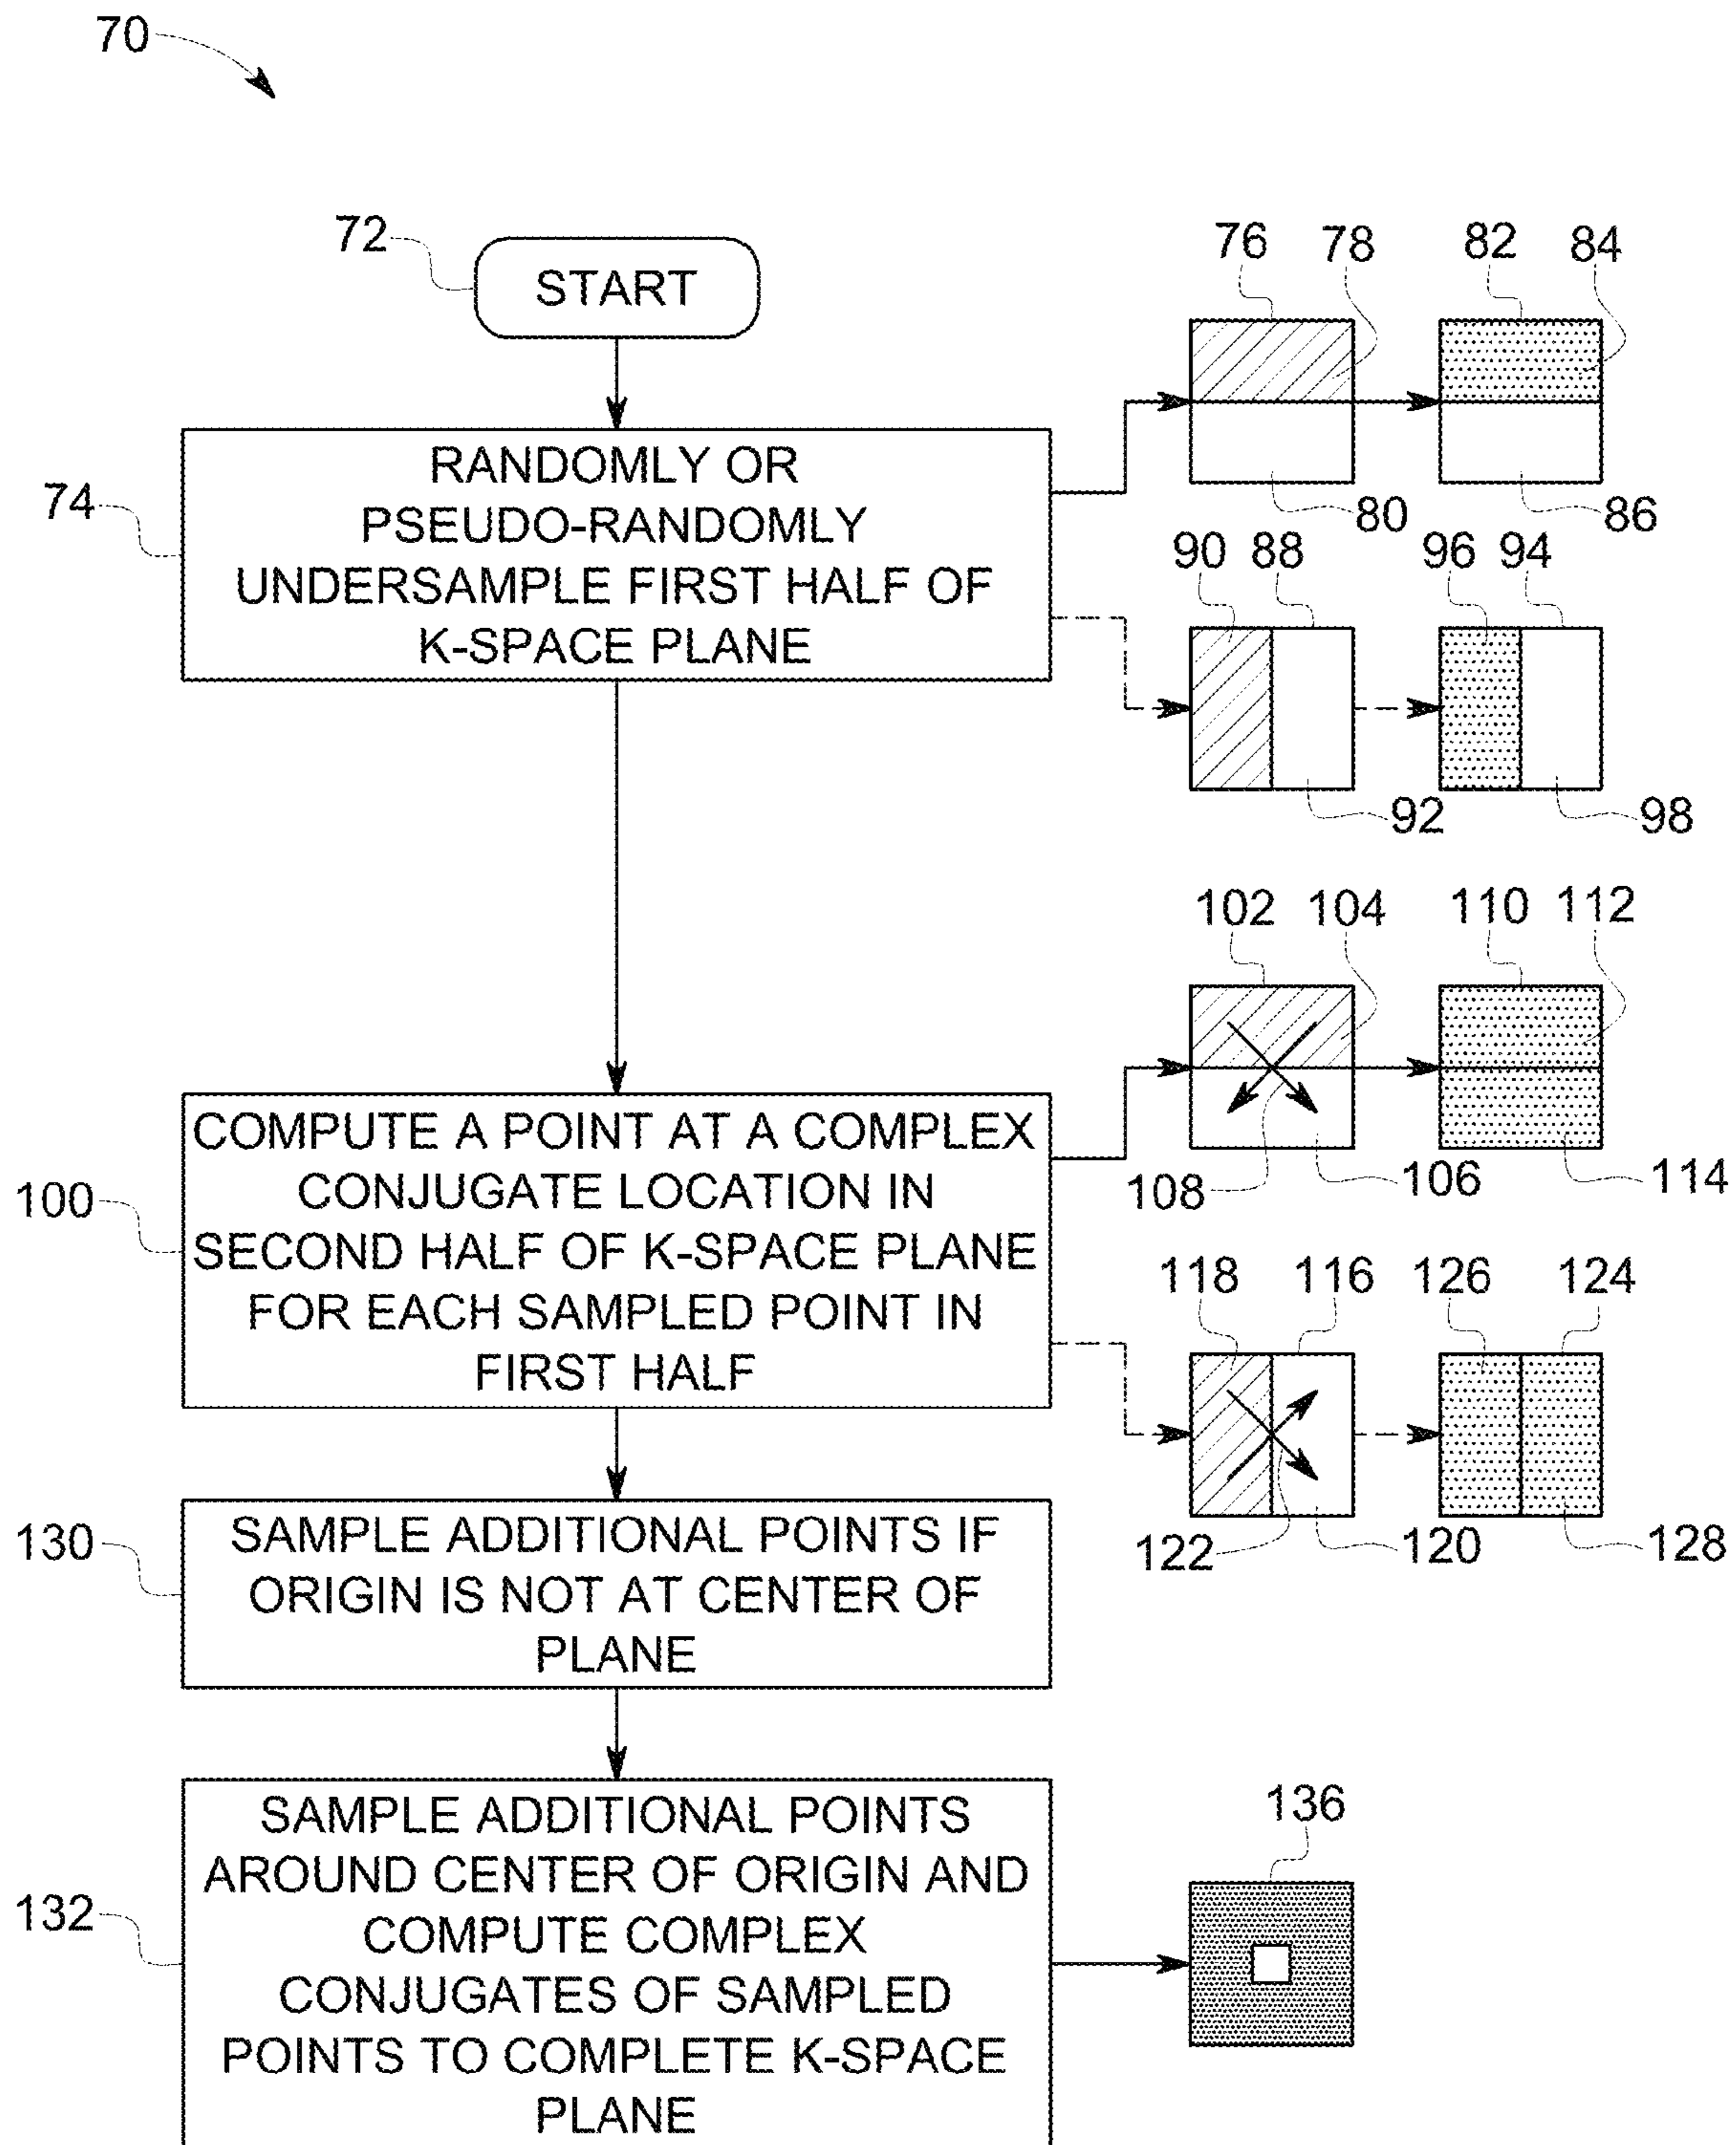 70
72
START
76
78
82
84
74
RANDOMLY OR
PSEUDO-RANDOMLY
UNDERSAMPLE FIRST HALF OF
K-SPACE PLANE
80
86
90
88
96
94
92
98
102
104
110
112
100
COMPUTE A POINT AT A COMPLEX
CONJUGATE LOCATION IN
SECOND HALF OF K-SPACE PLANE
FOR EACH SAMPLED POINT IN
FIRST HALF
108
106
114
118
116
126
124
122
120
128
130
SAMPLE ADDITIONAL POINTS IF
ORIGIN IS NOT AT CENTER OF
PLANE
132
SAMPLE ADDITIONAL POINTS
AROUND CENTER OF ORIGIN AND
COMPUTE COMPLEX
CONJUGATES OF SAMPLED
POINTS TO COMPLETE K-SPACE
PLANE
136